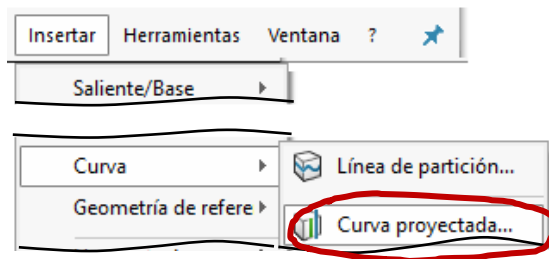 Insertar Herramientas Ventana ?
Saliente/Base
Curva
Línea de partición...
Geometría de refere
Curva proyectada...